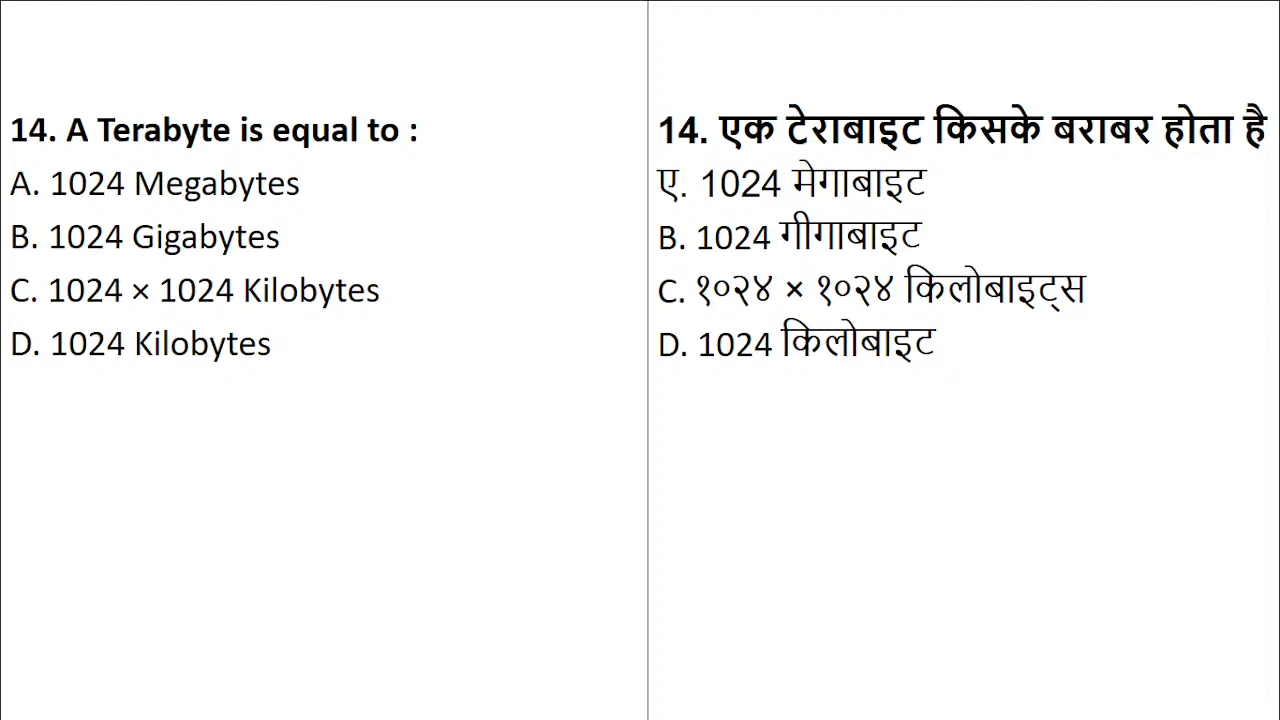 14. A Terabyte is equal to :
A. 1024 Megabytes
B. 1024 Gigabytes
C. 1024 × 1024 Kilobytes
D. 1024 Kilobytes
14. एक टेराबाइट किसके बराबर होता है
ए. 1024 मेगाबाइट
B. 1024 गीगाबाइट
C. १०२४ × १०२४ किलोबाइट्स
D. 1024 किलोबाइट